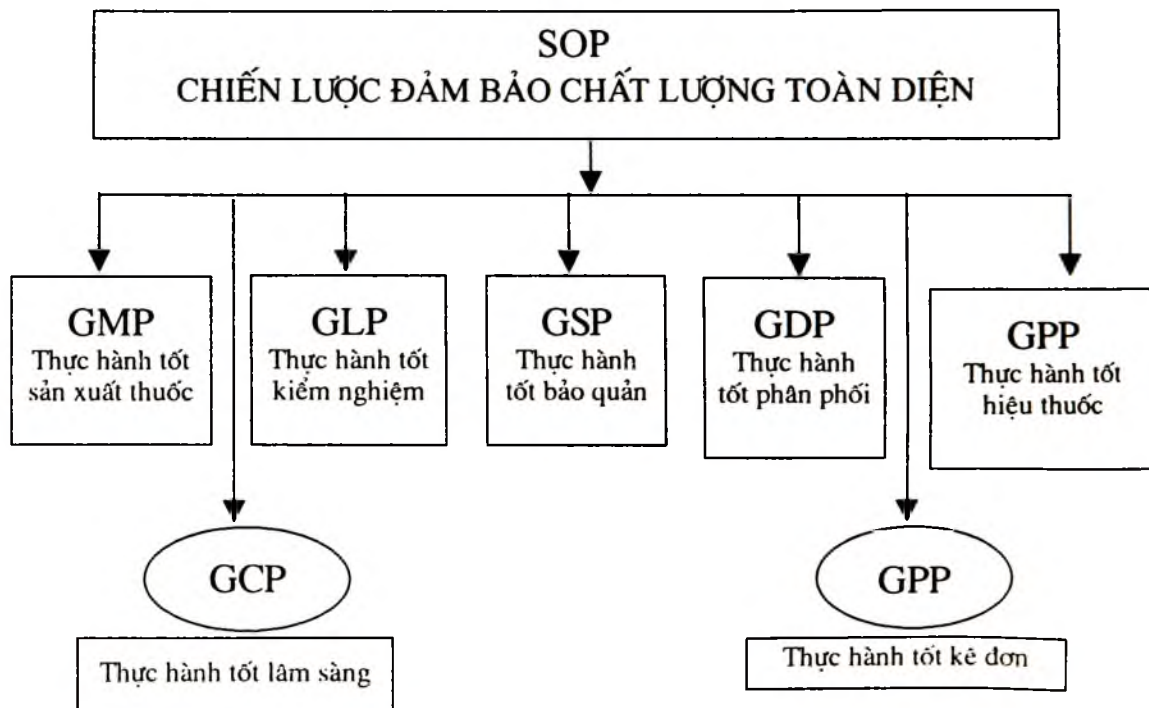 SOP
CHIẾN LƯỢC ĐẢM BẢO CHẤT LƯỢNG TOÀN DIỆN
GMP
Thực hành tốt
sản xuất thuốc
GLP
Thực hành tốt
kiểm nghiệm
GSP
Thực hành
tốt bảo quản
GDP
Thực hành
tốt phân phối
GPP
Thực hành tốt
hiệu thuốc
GCP
Thực hành tốt lâm sàng
GPP
Thực hành tốt kê đơn